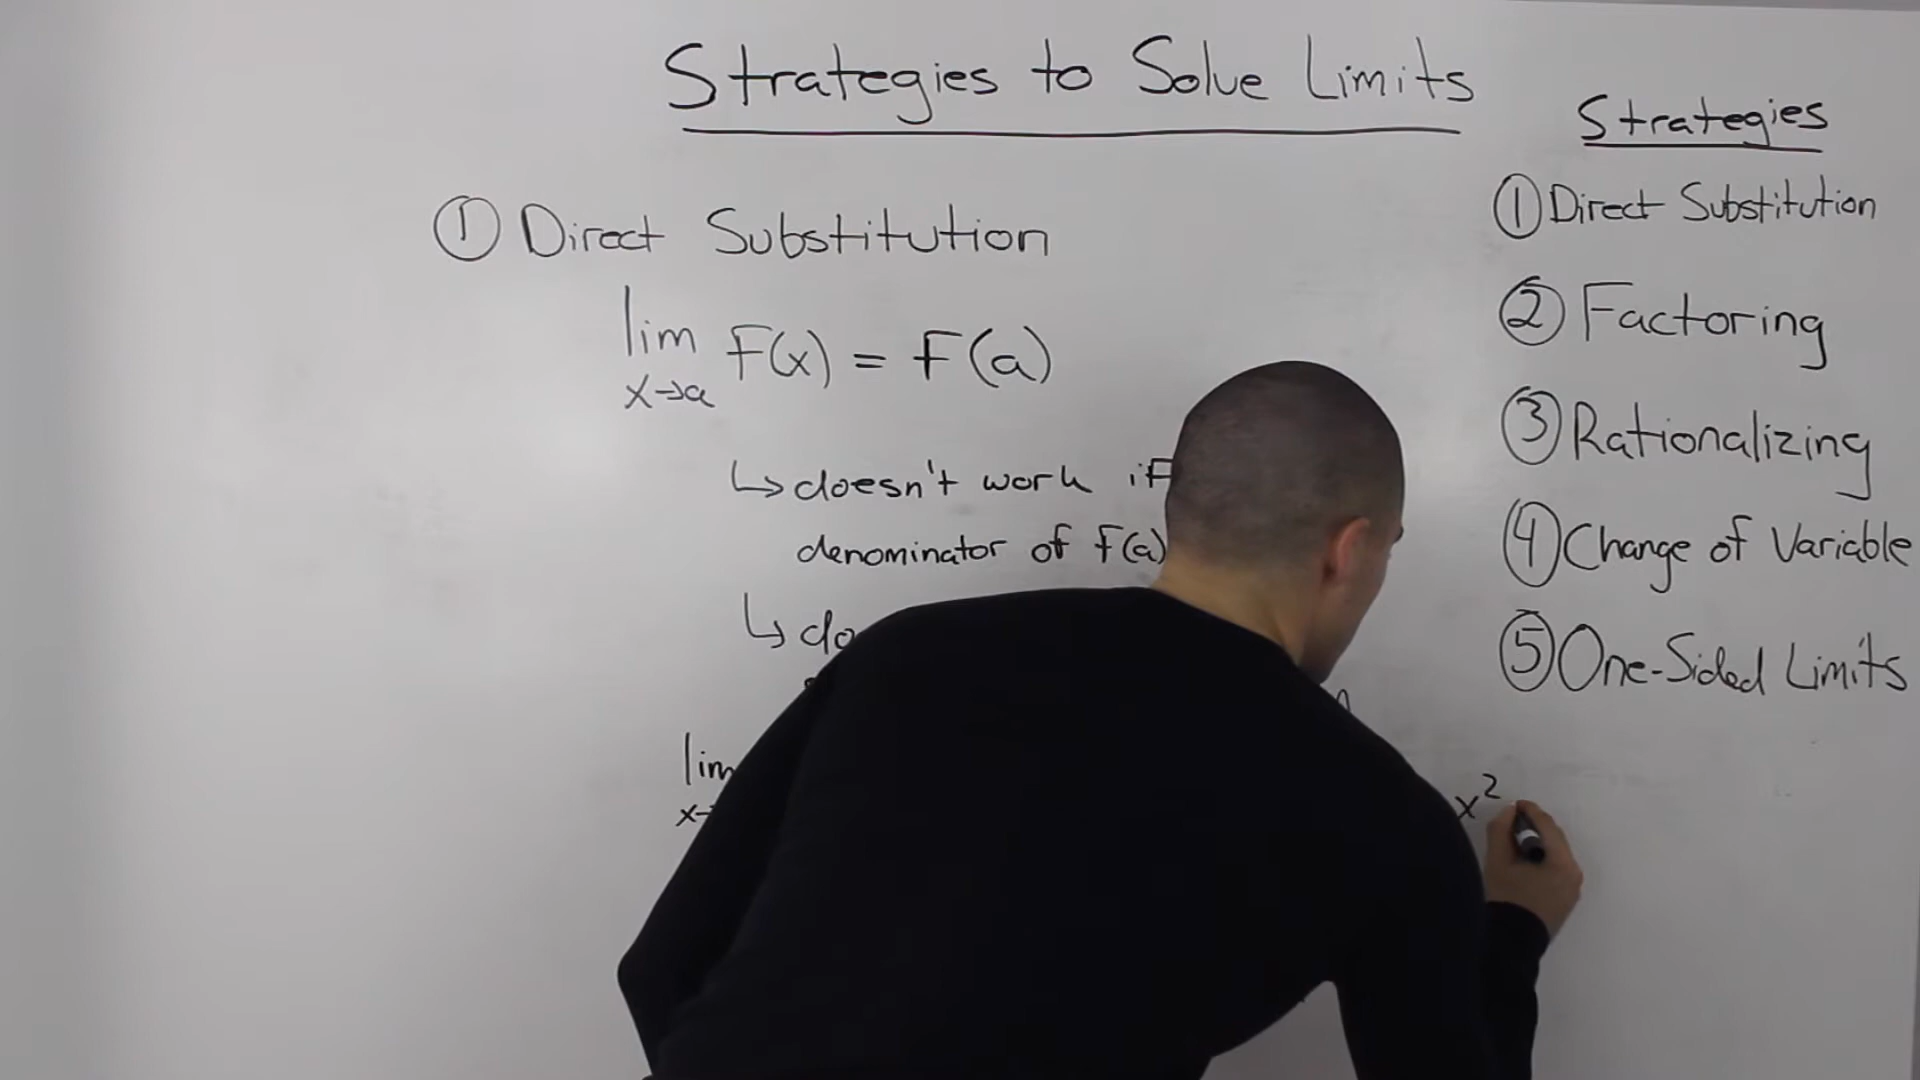 Strategies to Solve Limits
① Direct Substitution
lim F(x) = F(a)
x→a
↳ doesn't work if
denominator of F(a)
↳
lim
x²
Strategies
① Direct Substitution
② Factoring
③ Rationalizing
④ Change of Variable
⑤ One-Sided Limits